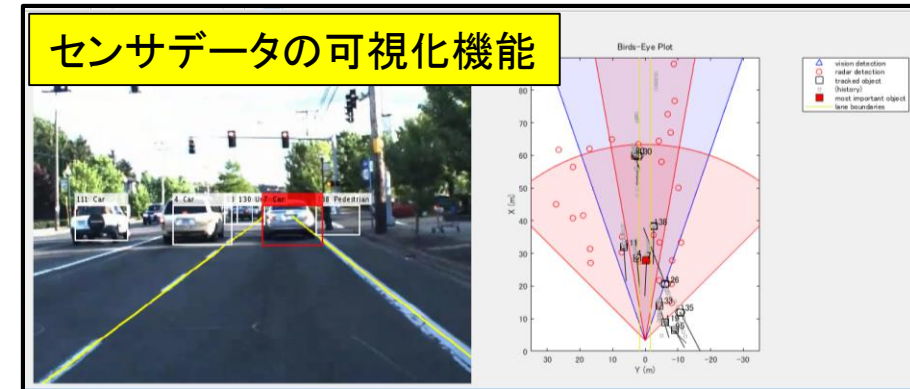 センサデータの可視化機能
111 Car
4 Car
130 Un
7 Car
38 Pedestrian
Birds-Eye Plot
vision detection
radar detection
tracked object
(history)
most important object
lane boundaries
X (m)
90
80
70
60
50
40
30
20
10
0
30
20
10
0
-10
-20
-30
Y (m)